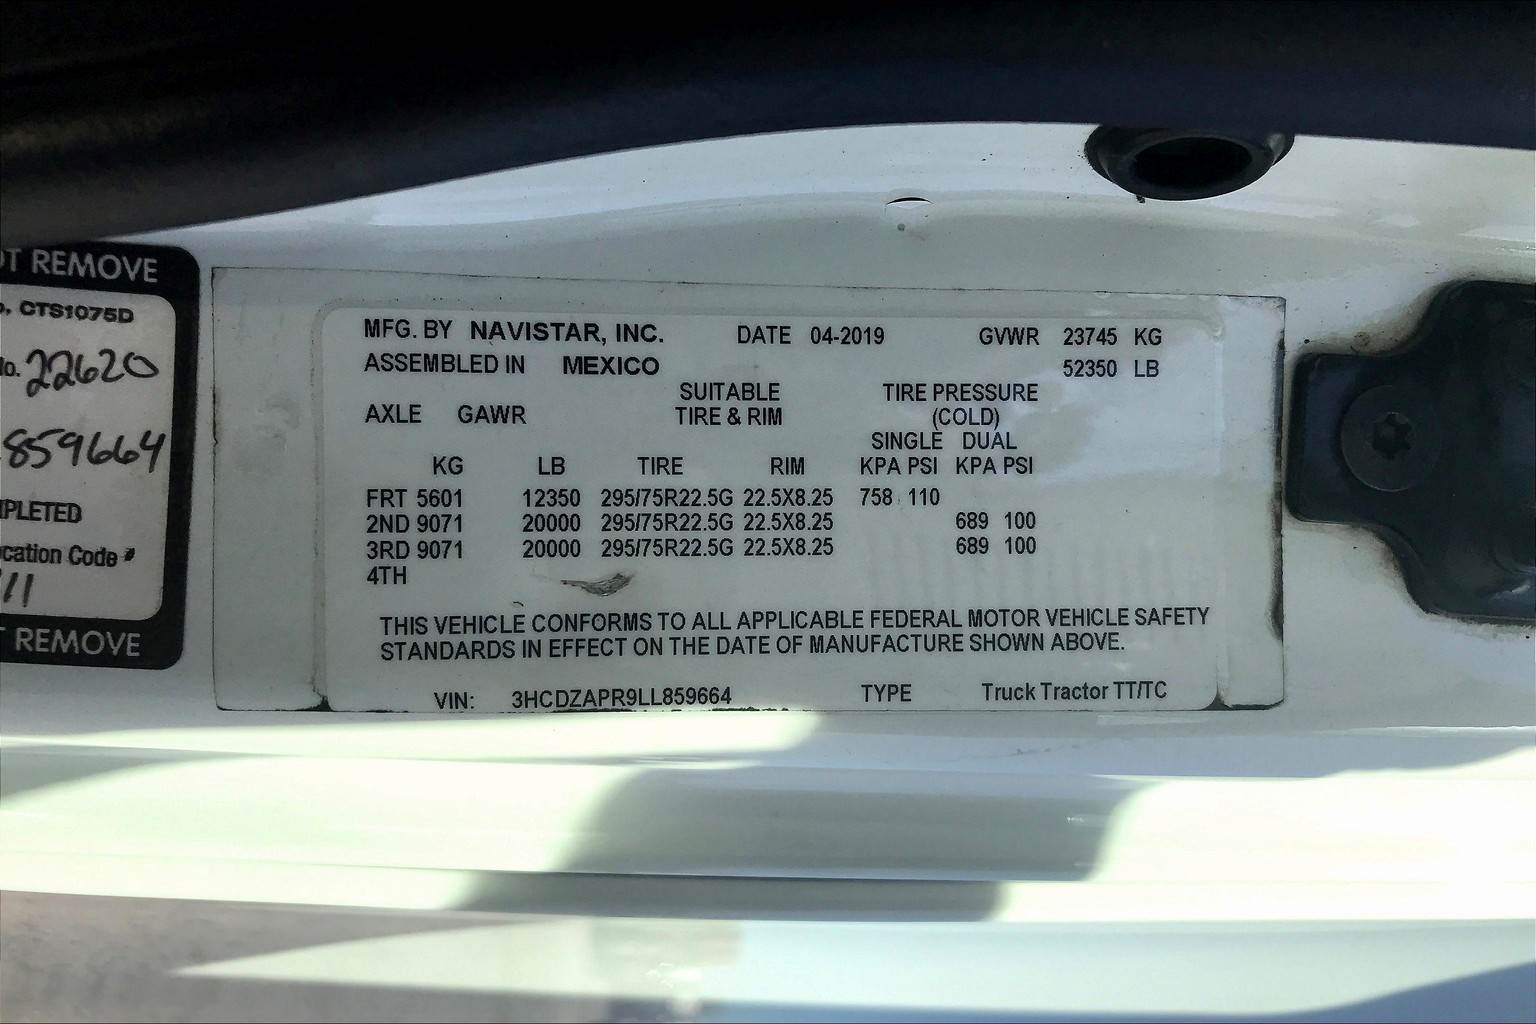 OT REMOVE
CTS1075D
No. 22620
859664
MPLETED
ocation Code #
11
T REMOVE
MFG. BY NAVISTAR, INC. DATE 04-2019 GVWR 23745 KG
ASSEMBLED IN MEXICO 52350 LB
SUITABLE TIRE PRESSURE
AXLE GAWR TIRE & RIM (COLD)
SINGLE DUAL
KG LB TIRE RIM KPA PSI KPA PSI
FRT 5601 12350 295/75R22.5G 22.5X8.25 758 110
2ND 9071 20000 295/75R22.5G 22.5X8.25 689 100
3RD 9071 20000 295/75R22.5G 22.5X8.25 689 100
4TH
THIS VEHICLE CONFORMS TO ALL APPLICABLE FEDERAL MOTOR VEHICLE SAFETY
STANDARDS IN EFFECT ON THE DATE OF MANUFACTURE SHOWN ABOVE.
VIN: 3HCDZAPR9LL859664 TYPE Truck Tractor TT/TC